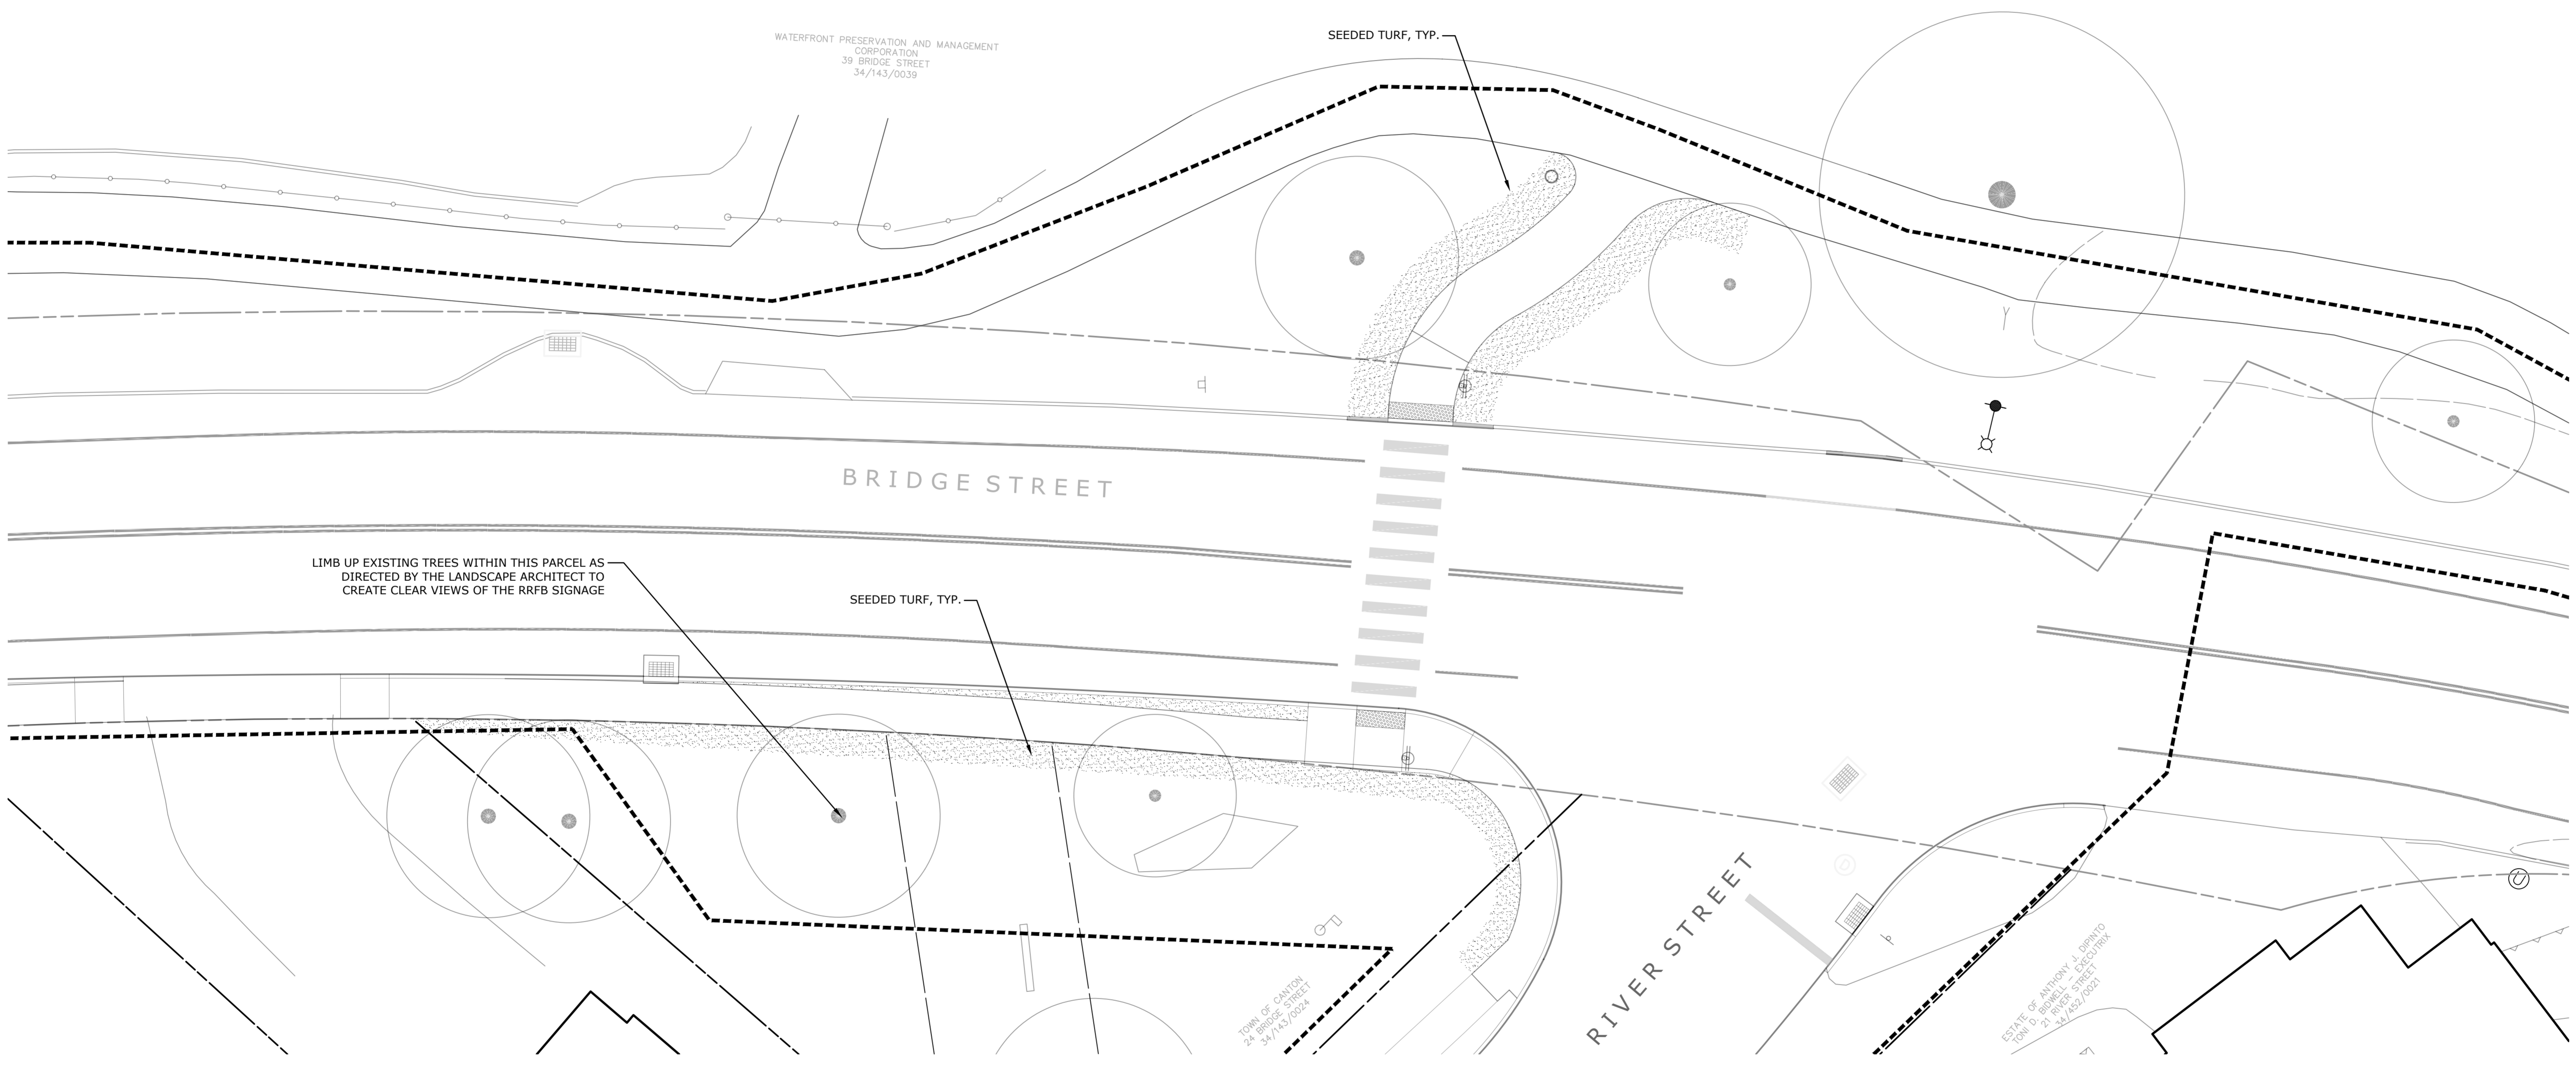 WATERFRONT PRESERVATION AND MANAGEMENT
CORPORATION
39 BRIDGE STREET
34/143/0039
SEEDED TURF, TYP.
BRIDGE STREET
LIMB UP EXISTING TREES WITHIN THIS PARCEL AS
DIRECTED BY THE LANDSCAPE ARCHITECT TO
CREATE CLEAR VIEWS OF THE RRFB SIGNAGE
SEEDED TURF, TYP.
RIVER STREET
TOWN OF CANTON
24 BRIDGE STREET
34/143/0024
ESTATE OF ANTHONY J. DIPINTO
TONI D. BIDWELL - EXECUTRIX
21 RIVER STREET
34/452/0021